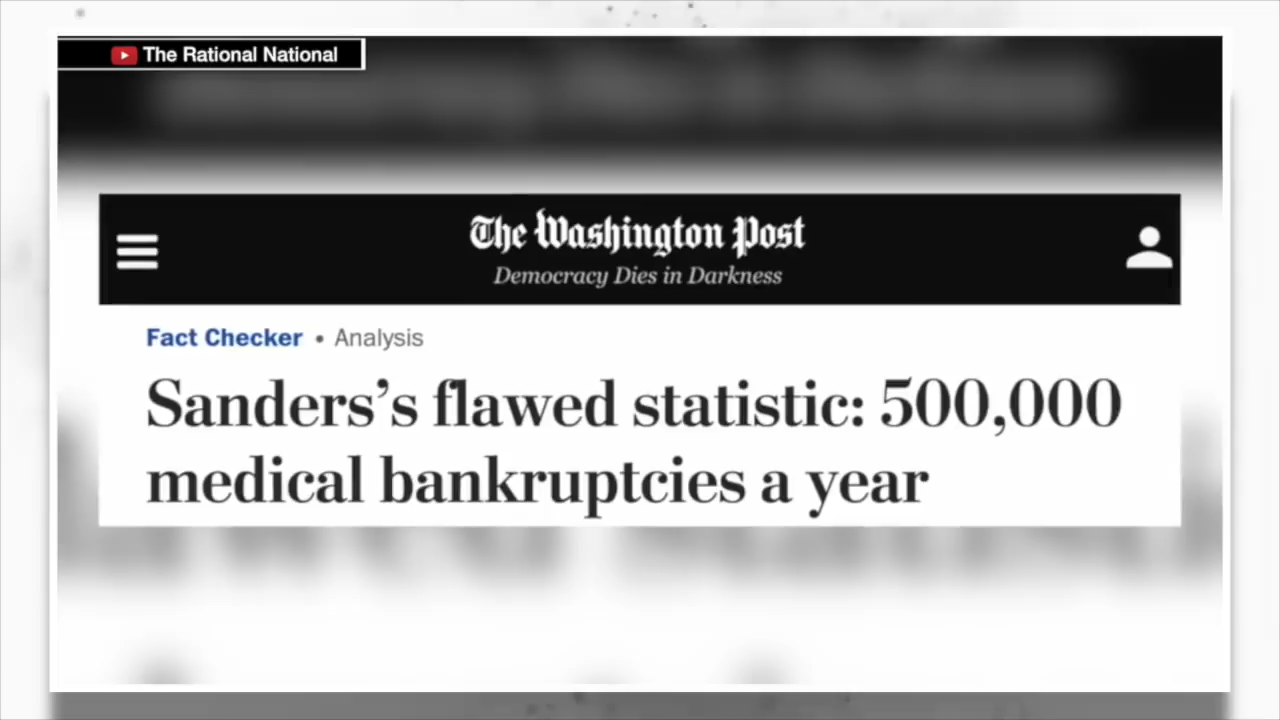 The Rational National
The Washington Post
Democracy Dies in Darkness
Fact Checker • Analysis
Sanders’s flawed statistic: 500,000
medical bankruptcies a year